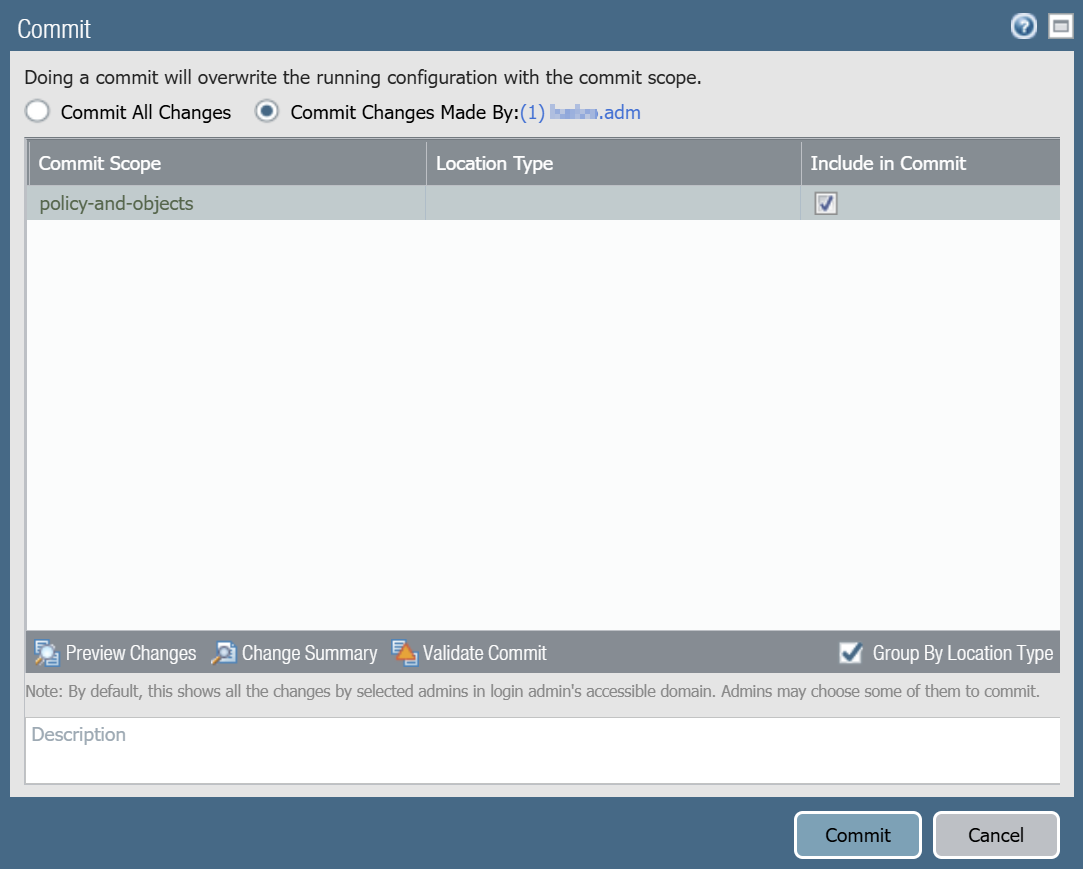 Commit
Doing a commit will overwrite the running configuration with the commit scope.
Commit All Changes Commit Changes Made By:(1) .adm
Commit Scope Location Type Include in Commit
policy-and-objects
Preview Changes Change Summary Validate Commit Group By Location Type
Note: By default, this shows all the changes by selected admins in login admin's accessible domain. Admins may choose some of them to commit.
Description
Commit Cancel